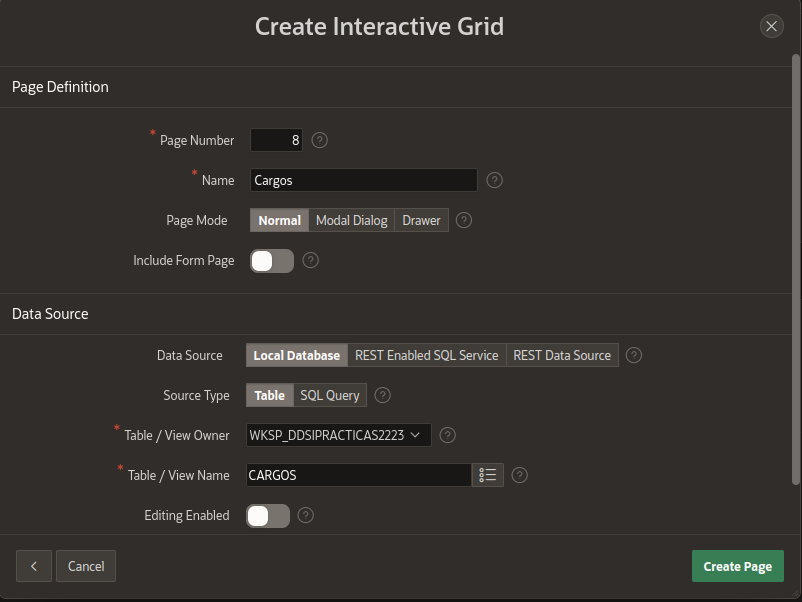 Create Interactive Grid
Page Definition
* Page Number 8 ?
* Name Cargos ?
Page Mode Normal Modal Dialog Drawer ?
Include Form Page ?
Data Source
Data Source Local Database REST Enabled SQL Service REST Data Source ?
Source Type Table SQL Query ?
* Table / View Owner WKSP_DDSIPRACTICAS2223 ?
* Table / View Name CARGOS ?
Editing Enabled ?
Cancel Create Page